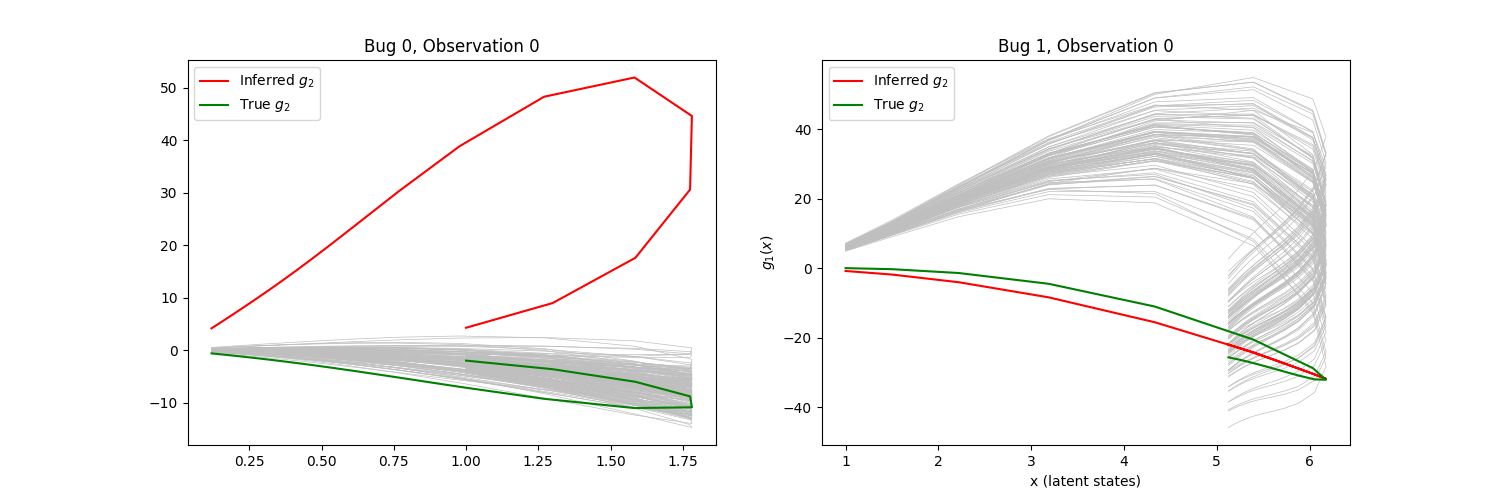 Bug 0, Observation 0
Inferred g₂
True g₂
50
40
30
20
10
0
−10
0.25 0.50 0.75 1.00 1.25 1.50 1.75
Bug 1, Observation 0
Inferred g₂
True g₂
40
20
0
−20
−40
g₁(x)
1 2 3 4 5 6
x (latent states)